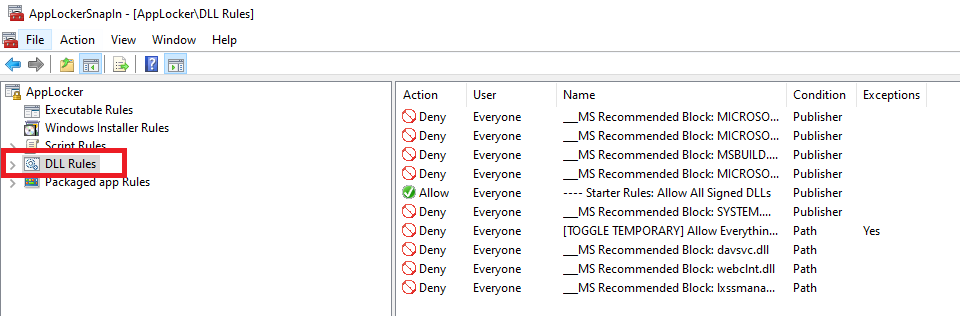 AppLockerSnapIn - [AppLocker\DLL Rules]
File Action View Window Help
AppLocker
Executable Rules
Windows Installer Rules
Script Rules
DLL Rules
Packaged app Rules
Action User Name Condition Exceptions
Deny Everyone ___MS Recommended Block: MICROSO... Publisher
Deny Everyone ___MS Recommended Block: MICROSO... Publisher
Deny Everyone ___MS Recommended Block: MSBUILD.... Publisher
Deny Everyone ___MS Recommended Block: MICROSO... Publisher
Allow Everyone ---- Starter Rules: Allow All Signed DLLs Publisher
Deny Everyone ___MS Recommended Block: SYSTEM.... Publisher
Deny Everyone [TOGGLE TEMPORARY] Allow Everythin... Path Yes
Deny Everyone ___MS Recommended Block: davsvc.dll Path
Deny Everyone ___MS Recommended Block: webclnt.dll Path
Deny Everyone ___MS Recommended Block: lxssmana... Path